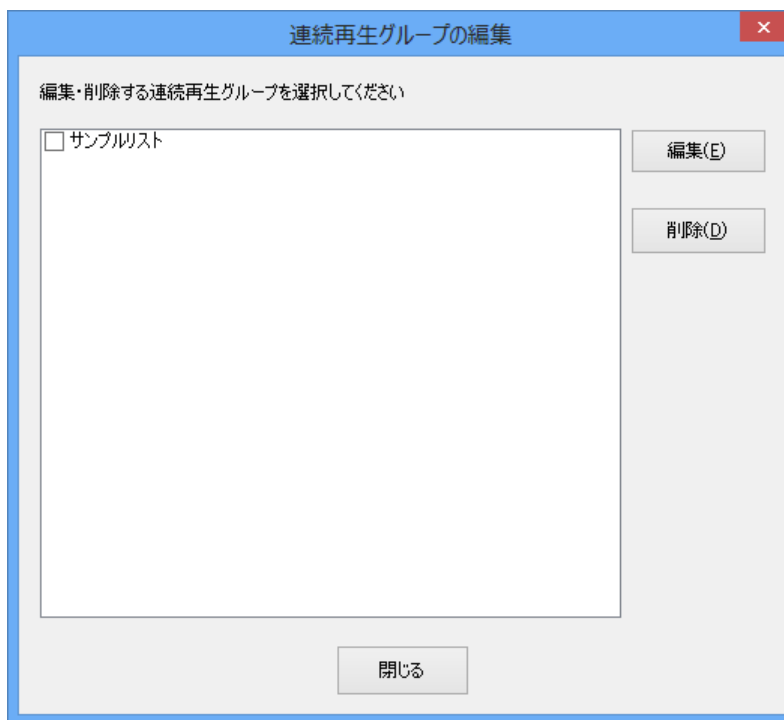 連続再生グループの編集
編集・削除する連続再生グループを選択してください
サンプルリスト
編集(E)
削除(D)
閉じる